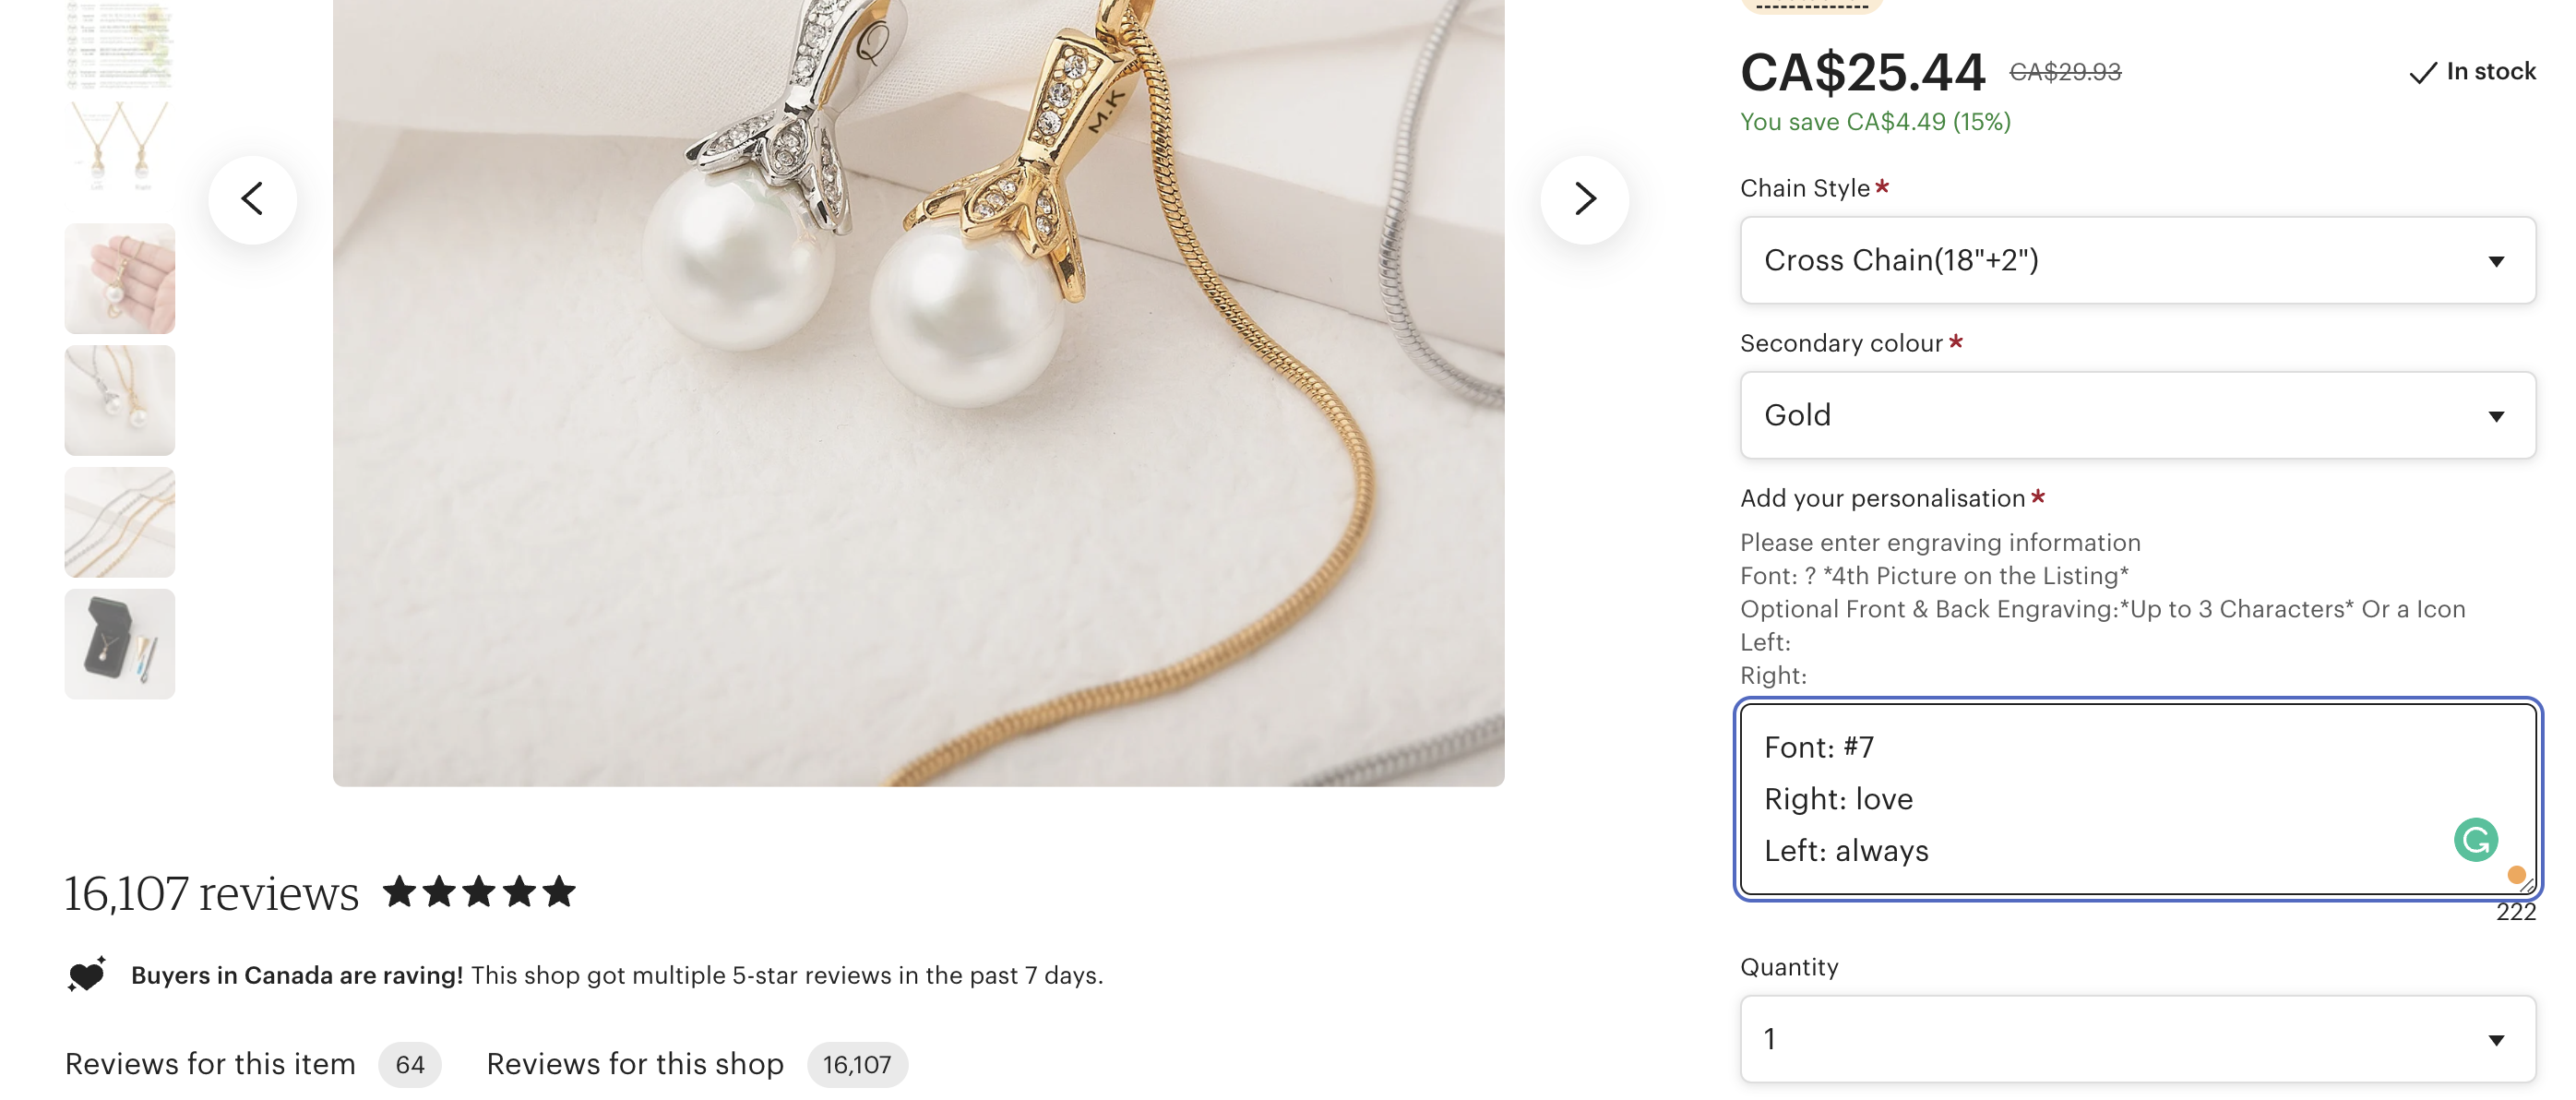 Q
M.K
Left
Right
CA$25.44 CA$29.93
In stock
You save CA$4.49 (15%)
Chain Style*
Cross Chain(18"+2")
Secondary colour*
Gold
Add your personalisation*
Please enter engraving information
Font: ? *4th Picture on the Listing*
Optional Front & Back Engraving:*Up to 3 Characters* Or a Icon
Left:
Right:
Font: #7
Right: love
Left: always
222
Quantity
1
16,107 reviews
Buyers in Canada are raving! This shop got multiple 5-star reviews in the past 7 days.
Reviews for this item 64 Reviews for this shop 16,107